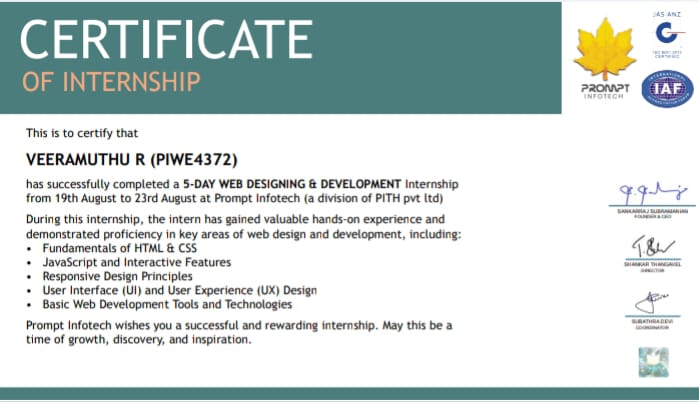 CERTIFICATE
OF INTERNSHIP
JAS-ANZ
PROMPT
INFOTECH
INTERNATIONAL
IAF
This is to certify that
VEERAMUTHU R (PIWE4372)
has successfully completed a 5-DAY WEB DESIGNING & DEVELOPMENT Internship
from 19th August to 23rd August at Prompt Infotech (a division of PITH pvt ltd)
During this internship, the intern has gained valuable hands-on experience and
demonstrated proficiency in key areas of web design and development, including:
• Fundamentals of HTML & CSS
• JavaScript and Interactive Features
• Responsive Design Principles
• User Interface (UI) and User Experience (UX) Design
• Basic Web Development Tools and Technologies
Prompt Infotech wishes you a successful and rewarding internship. May this be a
time of growth, discovery, and inspiration.
SANKARRAJ SUBRAMANIAN
FOUNDER & CEO
SHANKAR THANGAVEL
DIRECTOR
SUBATHRA DEVI
COORDINATOR